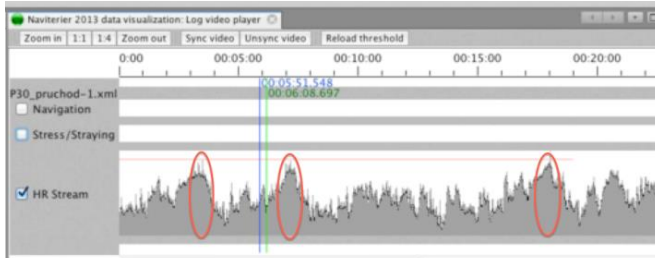 Naviterier 2013 data visualization: Log video player
Zoom in 1:1 1:4 Zoom out Sync video Unsync video Reload threshold
0:00 00:05:00 00:10:00 00:15:00 00:20:00
00:05:51.548
P30_pruchod-1.xml 00:06:08.697
Navigation
Stress/Straying
HR Stream